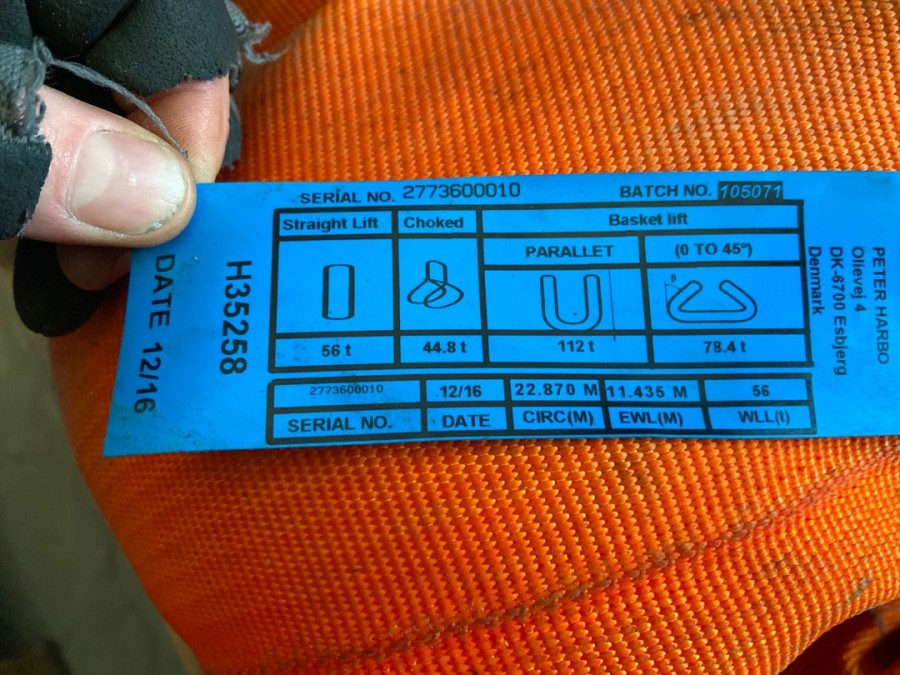 SERIAL NO. 2773600010 BATCH NO. 105071
Straight Lift Choked Basket lift
PARALLET (0 TO 45°)
56 t 44.8 t 112 t 78.4 t
2773600010 12/16 22.870 M 11.435 M 56
SERIAL NO. DATE CIRC(M) EWL(M) WLL(t)
DATE 12/16
H35258
PETER HARBO
Olievej 4
DK-6700 Esbjerg
Denmark